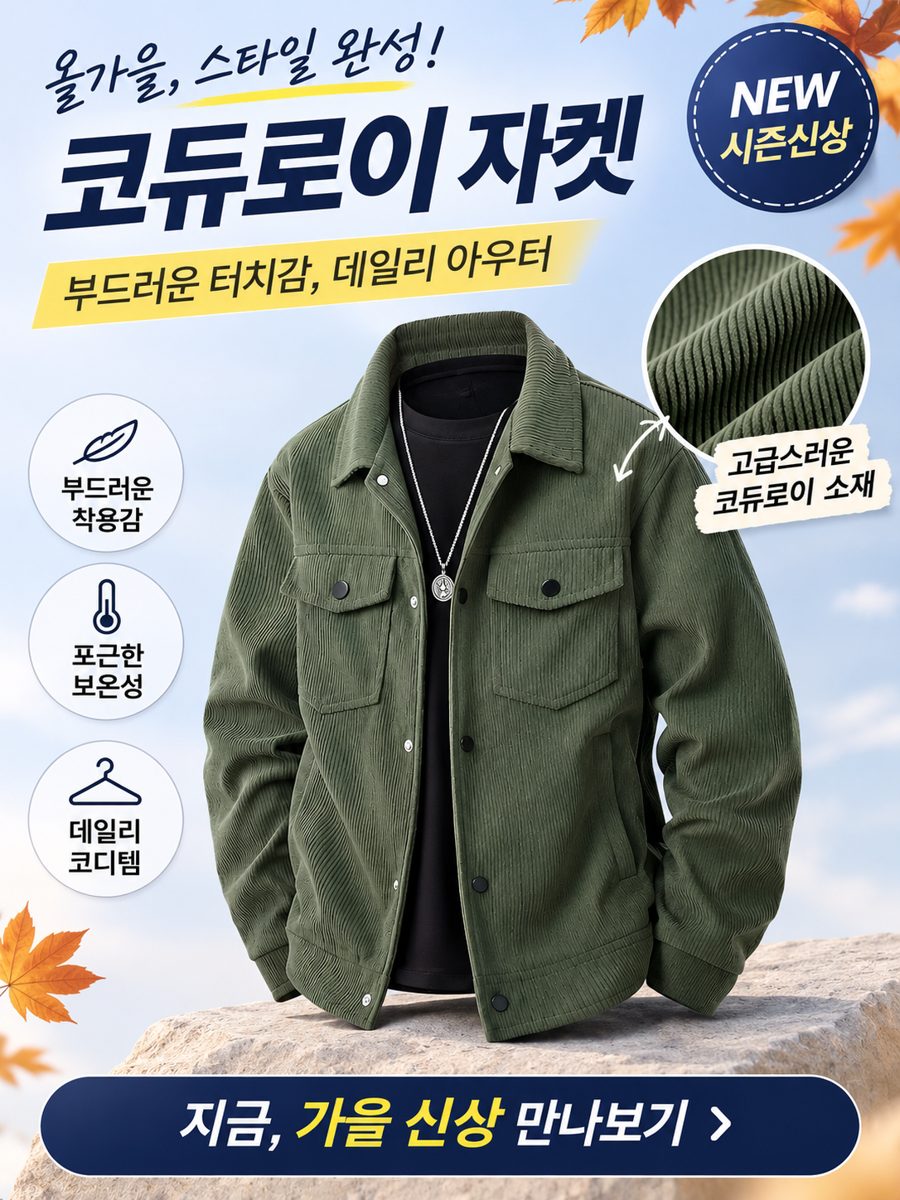 올가을, 스타일 완성!
코듀로이 자켓
부드러운 터치감, 데일리 아우터
NEW
시즌신상
고급스러운
코듀로이 소재
부드러운
착용감
포근한
보온성
데일리
코디템
지금, 가을 신상 만나보기 >